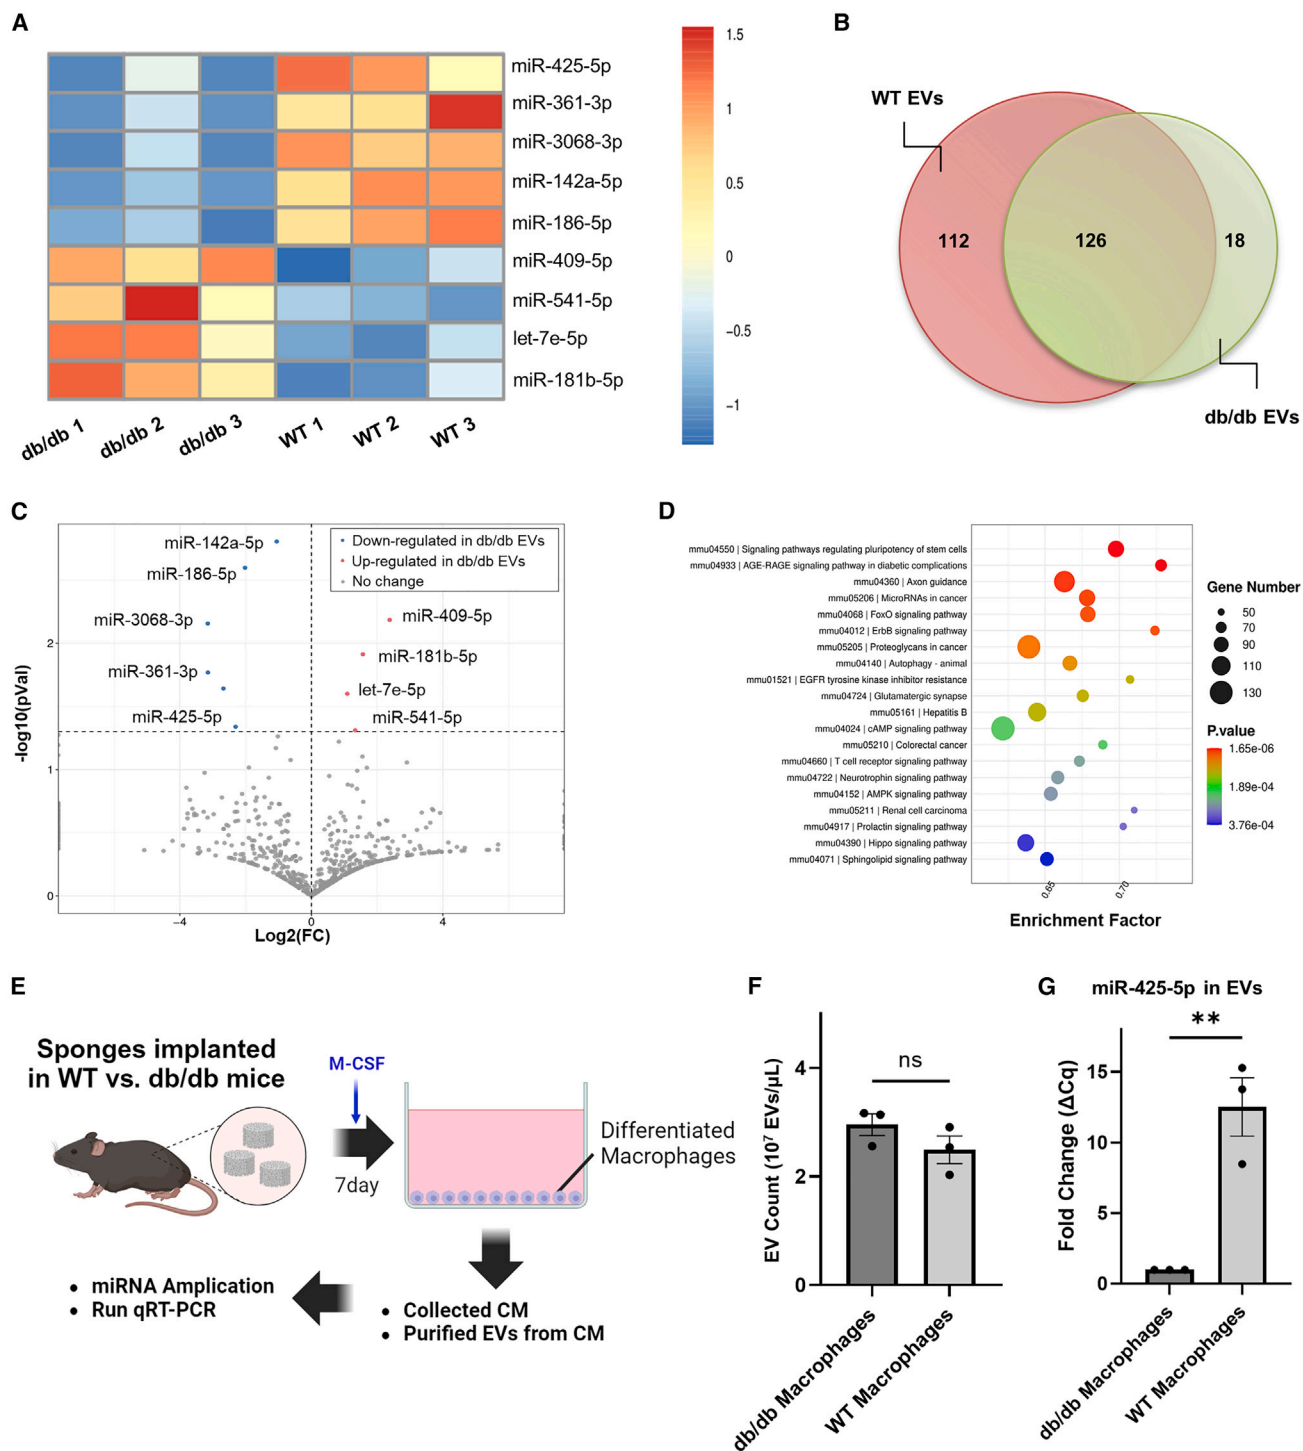 A
miR-425-5p
miR-361-3p
miR-3068-3p
miR-142a-5p
miR-186-5p
miR-409-5p
miR-541-5p
let-7e-5p
miR-181b-5p
db/db 1
db/db 2
db/db 3
WT 1
WT 2
WT 3
1.5
1
0.5
0
−0.5
−1
B
WT EVs
112
126
18
db/db EVs
C
-log10(pVal)
2
1
0
miR-142a-5p
miR-186-5p
miR-3068-3p
miR-361-3p
miR-425-5p
Down-regulated in db/db EVs
Up-regulated in db/db EVs
No change
miR-409-5p
miR-181b-5p
let-7e-5p
miR-541-5p
−4
0
4
Log2(FC)
D
mmu04550 | Signaling pathways regulating pluripotency of stem cells
mmu04933 | AGE-RAGE signaling pathway in diabetic complications
mmu04360 | Axon guidance
mmu05206 | MicroRNAs in cancer
mmu04068 | FoxO signaling pathway
mmu04012 | ErbB signaling pathway
mmu05205 | Proteoglycans in cancer
mmu04140 | Autophagy - animal
mmu01521 | EGFR tyrosine kinase inhibitor resistance
mmu04724 | Glutamatergic synapse
mmu05161 | Hepatitis B
mmu04024 | cAMP signaling pathway
mmu05210 | Colorectal cancer
mmu04660 | T cell receptor signaling pathway
mmu04722 | Neurotrophin signaling pathway
mmu04152 | AMPK signaling pathway
mmu05211 | Renal cell carcinoma
mmu04917 | Prolactin signaling pathway
mmu04390 | Hippo signaling pathway
mmu04071 | Sphingolipid signaling pathway
0.65
0.70
Enrichment Factor
Gene Number
50
70
90
110
130
P.value
1.65e-06
1.89e-04
3.76e-04
E
Sponges implanted
in WT vs. db/db mice
M-CSF
7day
Differentiated
Macrophages
• miRNA Amplication
• Run qRT-PCR
• Collected CM
• Purified EVs from CM
F
EV Count (10⁷ EVs/µL)
4
2
0
ns
db/db Macrophages
WT Macrophages
G
miR-425-5p in EVs
**
Fold Change (ΔCq)
15
10
5
0
db/db Macrophages
WT Macrophages